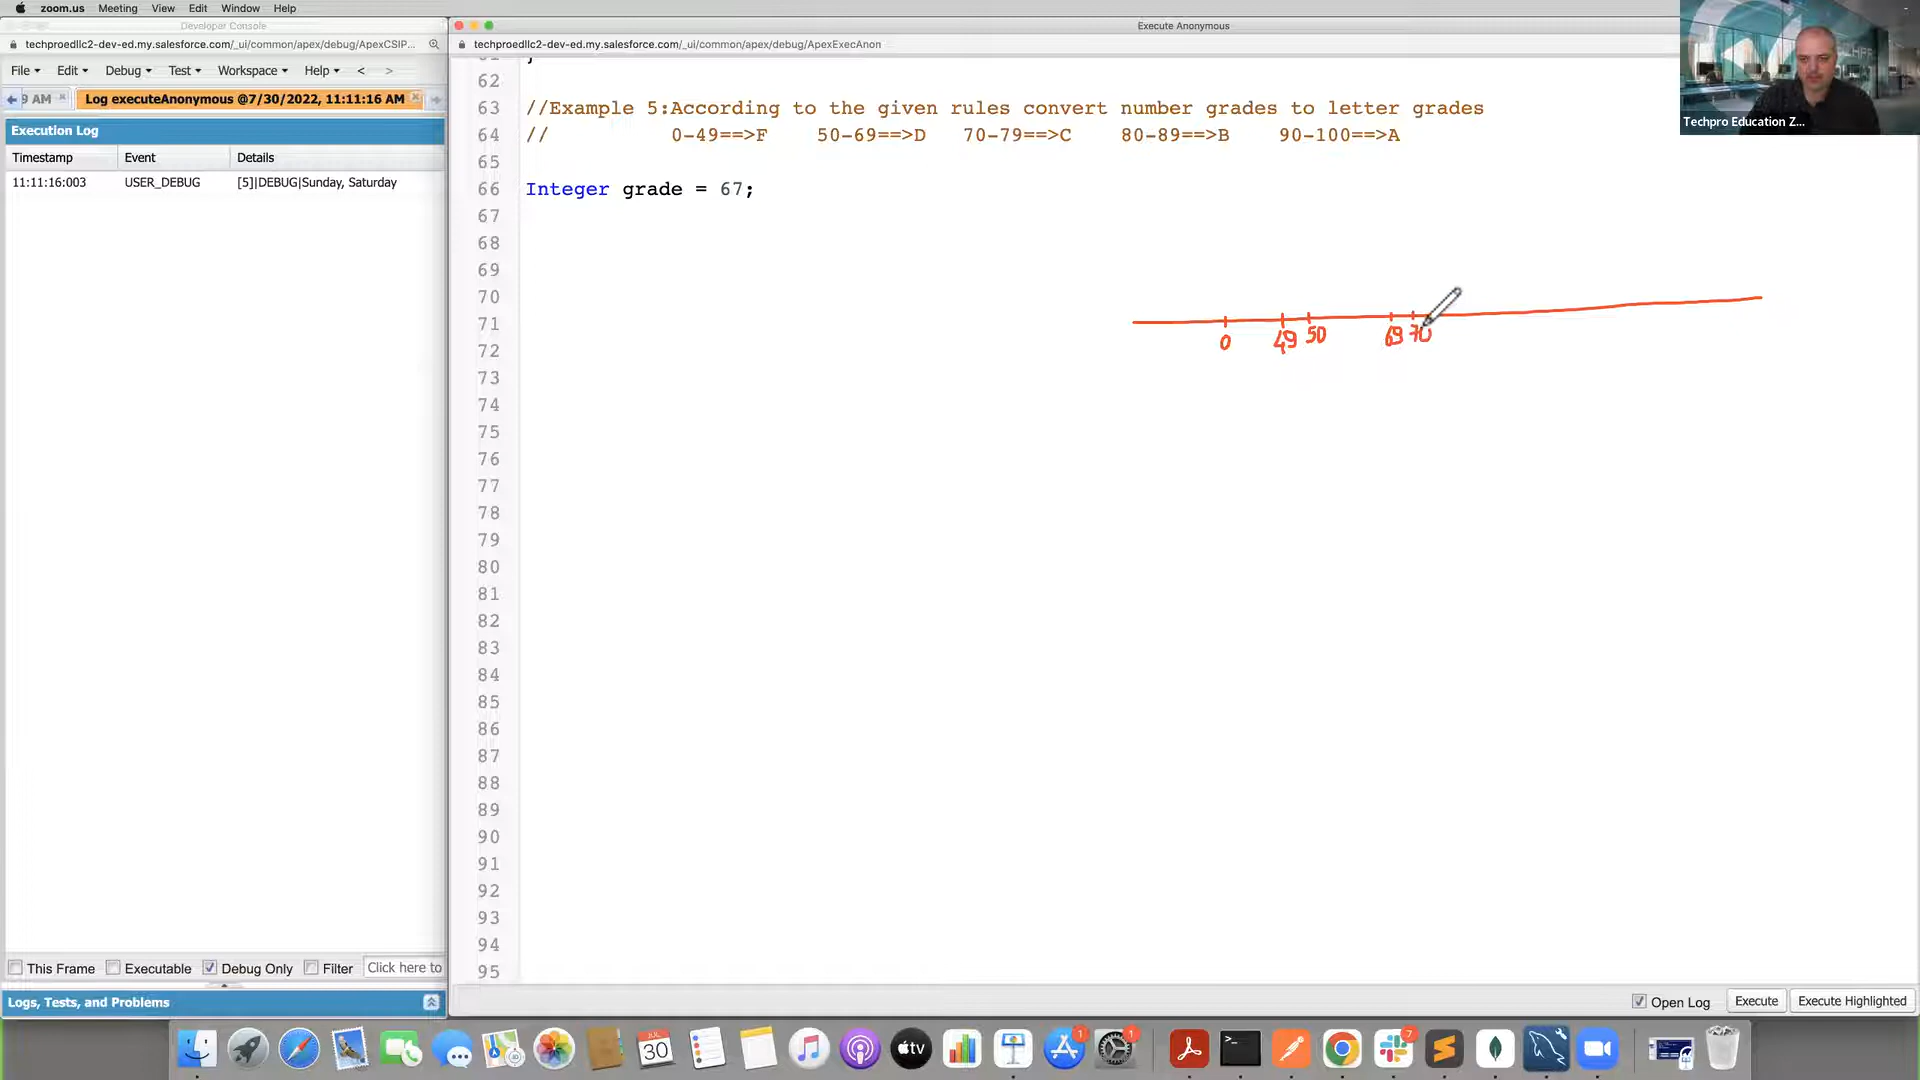 zoom.us Meeting View Edit Window Help
Developer Console
techproedllc2-dev-ed.my.salesforce.com/_ui/common/apex/debug/ApexCSIP...
File Edit Debug Test Workspace Help < >
9 AM Log executeAnonymous @7/30/2022, 11:11:16 AM
Execution Log
Timestamp Event Details
11:11:16:003 USER_DEBUG [5]|DEBUG|Sunday, Saturday
This Frame Executable Debug Only Filter Click here to
Logs, Tests, and Problems
Execute Anonymous
techproedllc2-dev-ed.my.salesforce.com/_ui/common/apex/debug/ApexExecAnon
61 }
62
63 //Example 5:According to the given rules convert number grades to letter grades
64 // 0-49==>F 50-69==>D 70-79==>C 80-89==>B 90-100==>A
65
66 Integer grade = 67;
67
68
69
70
71
0 49 50 69 70
72
73
74
75
76
77
78
79
80
81
82
83
84
85
86
87
88
89
90
91
92
93
94
95
Open Log Execute Execute Highlighted
Techpro Education Z...
JUL
30
tv
1
1
7